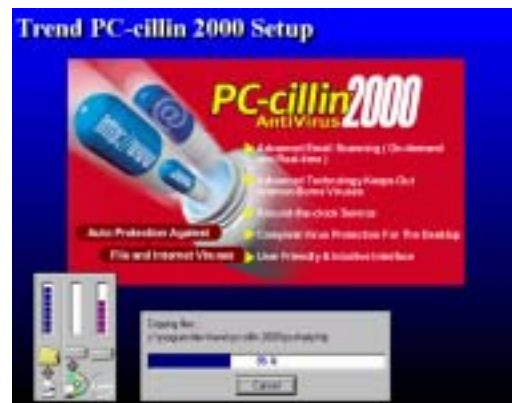 Trend PC-cillin 2000 Setup
PC-cillin 2000
AntiVirus
Advanced Email Scanning ( On-demand
and Real-time )
Advanced Technology Keeps Out
Internet-Borne Viruses
Around-the-clock Service
Complete Virus Protection For The Desktop
User Friendly & Intuitive Interface
Auto Protection Against
File and Internet Viruses
@
Copying files...
Cancel